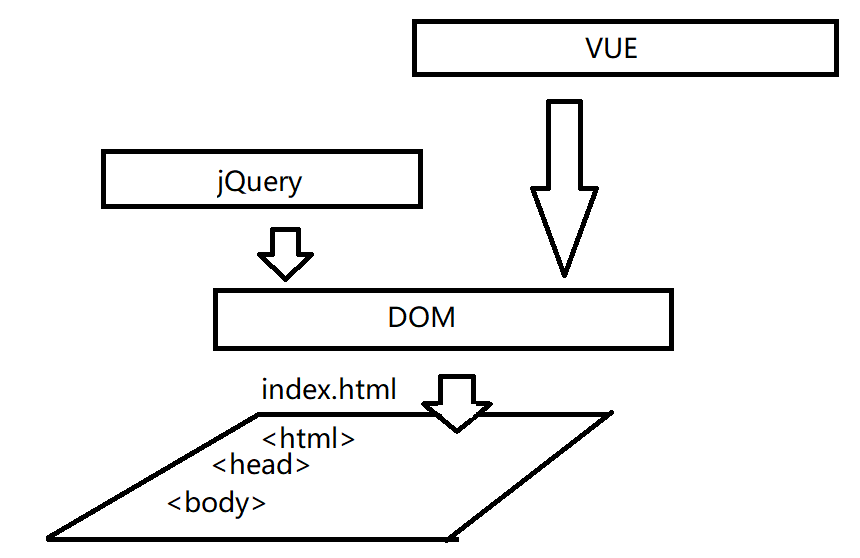 VUE
jQuery
DOM
index.html
<html>
<head>
<body>